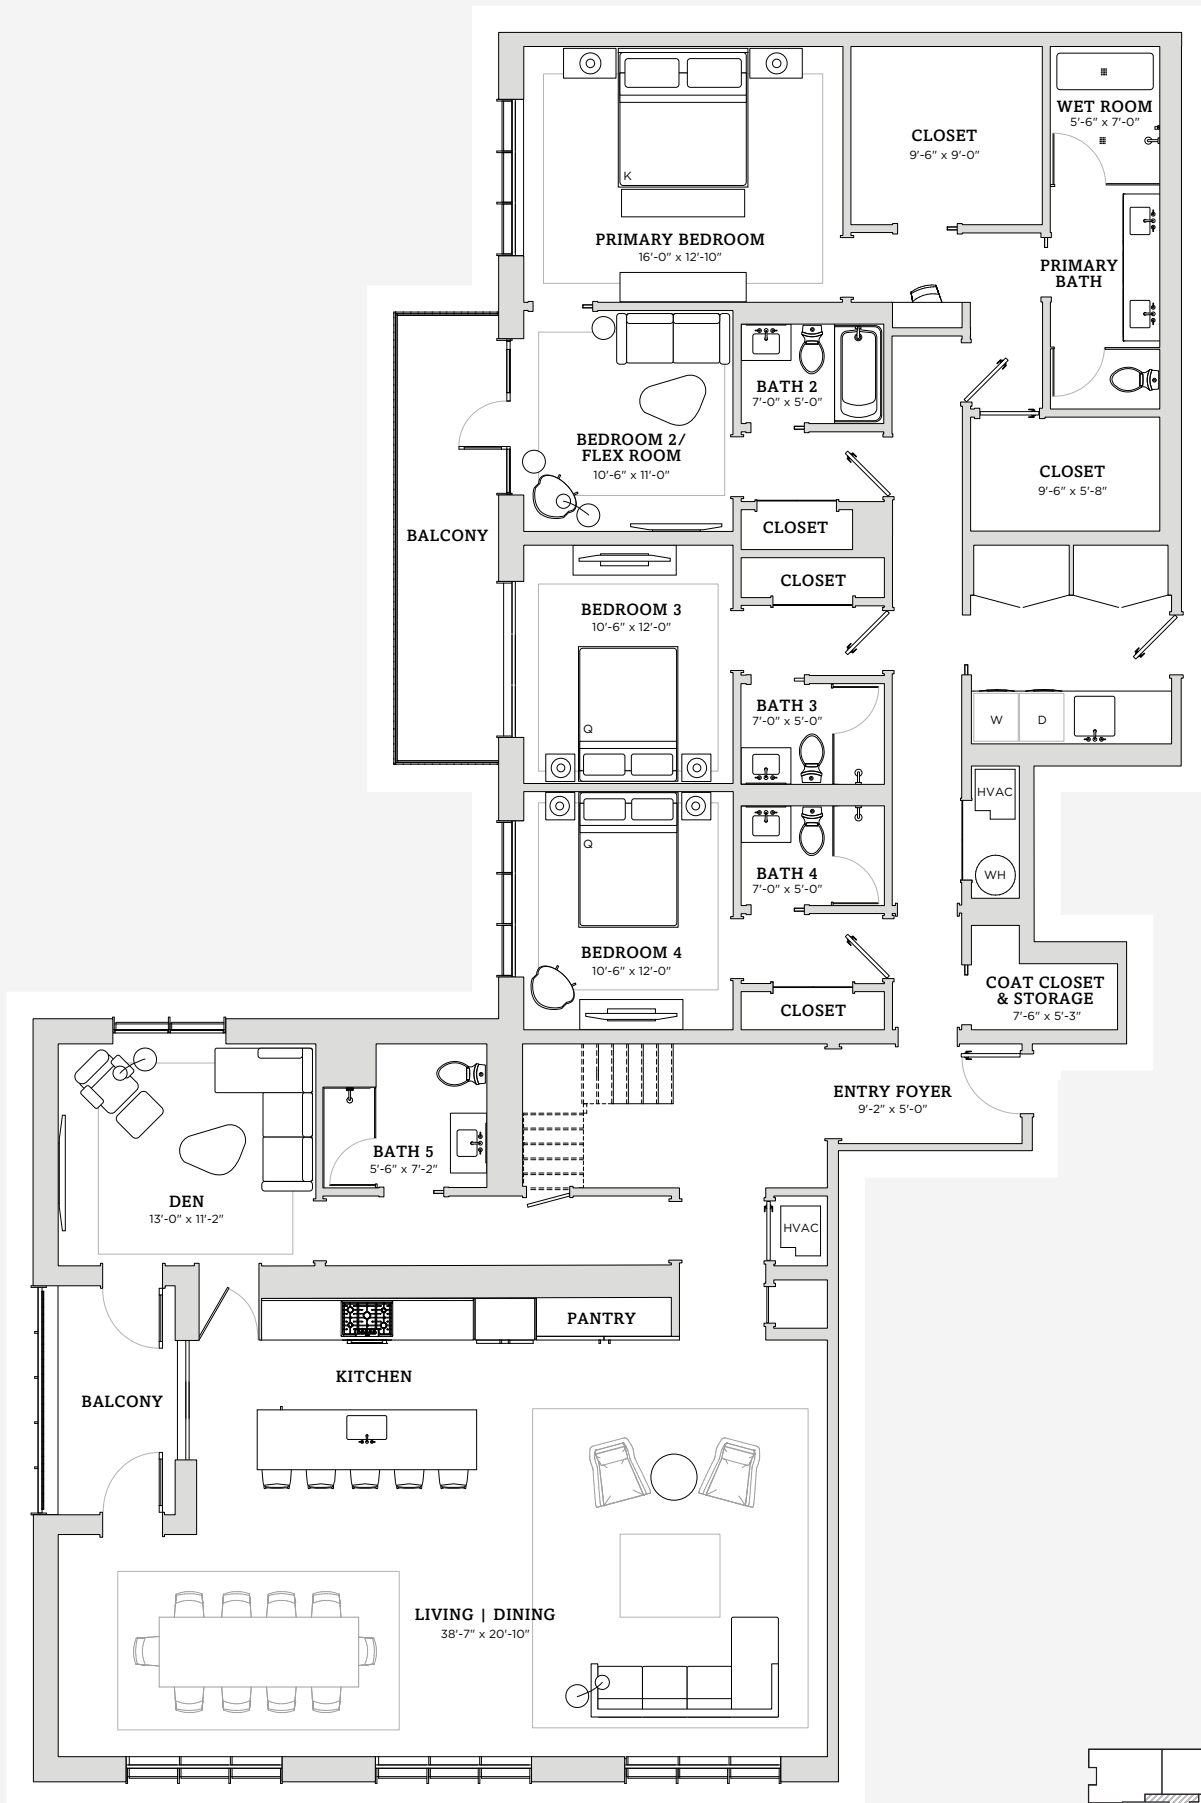 WET ROOM
5'-6" x 7'-0"
CLOSET
9'-6" x 9'-0"
K
PRIMARY BEDROOM
16'-0" x 12'-10"
PRIMARY
BATH
BATH 2
7'-0" x 5'-0"
BEDROOM 2/
FLEX ROOM
10'-6" x 11'-0"
CLOSET
9'-6" x 5'-8"
BALCONY
CLOSET
CLOSET
BEDROOM 3
10'-6" x 12'-0"
Q
BATH 3
7'-0" x 5'-0"
W
D
HVAC
WH
Q
BATH 4
7'-0" x 5'-0"
BEDROOM 4
10'-6" x 12'-0"
CLOSET
COAT CLOSET
& STORAGE
7'-6" x 5'-3"
ENTRY FOYER
9'-2" x 5'-0"
BATH 5
5'-6" x 7'-2"
DEN
13'-0" x 11'-2"
HVAC
PANTRY
KITCHEN
BALCONY
LIVING | DINING
38'-7" x 20'-10"